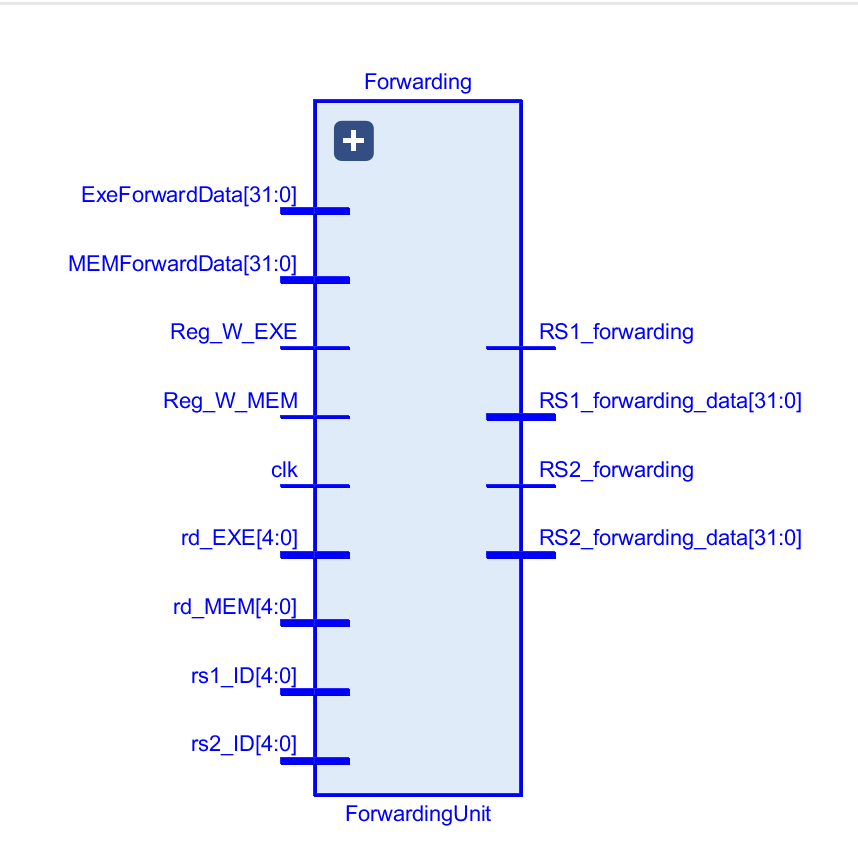 Forwarding
ExeForwardData[31:0]
MEMForwardData[31:0]
Reg_W_EXE
RS1_forwarding
Reg_W_MEM
RS1_forwarding_data[31:0]
clk
RS2_forwarding
rd_EXE[4:0]
RS2_forwarding_data[31:0]
rd_MEM[4:0]
rs1_ID[4:0]
rs2_ID[4:0]
ForwardingUnit